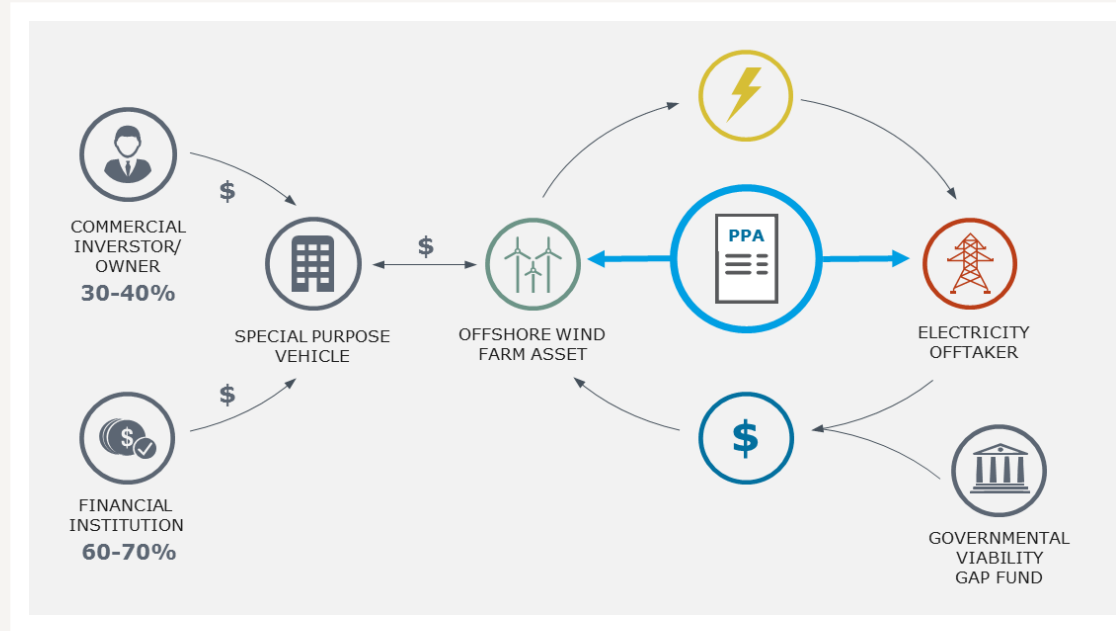 COMMERCIAL
INVERSTOR/
OWNER
30-40%
$
SPECIAL PURPOSE
VEHICLE
$
FINANCIAL
INSTITUTION
60-70%
$
$
OFFSHORE WIND
FARM ASSET
PPA
ELECTRICITY
OFFTAKER
$
GOVERNMENTAL
VIABILITY
GAP FUND